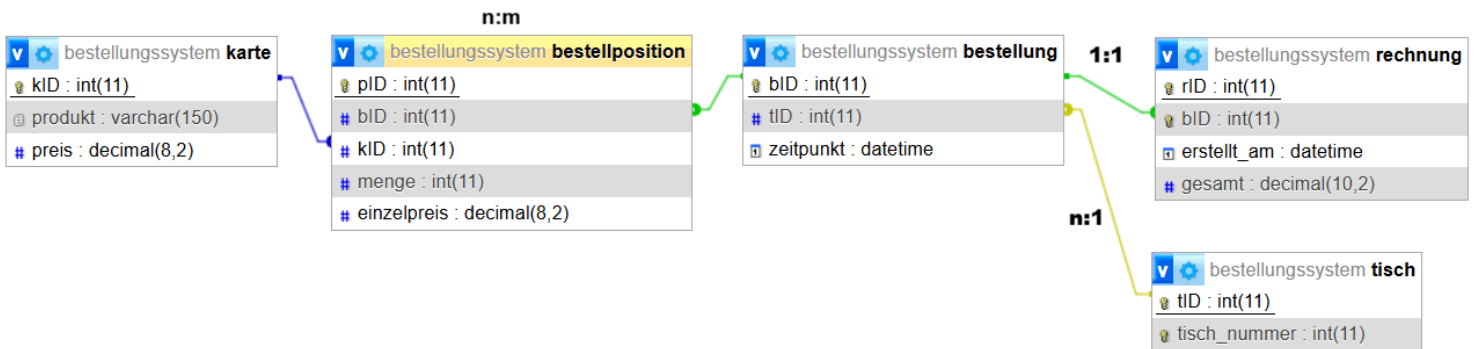 n:m
bestellungssystem karte
kID : int(11)
produkt : varchar(150)
preis : decimal(8,2)
bestellungssystem bestellposition
pID : int(11)
bID : int(11)
kID : int(11)
menge : int(11)
einzelpreis : decimal(8,2)
bestellungssystem bestellung
bID : int(11)
tID : int(11)
zeitpunkt : datetime
1:1
bestellungssystem rechnung
rID : int(11)
bID : int(11)
erstellt_am : datetime
gesamt : decimal(10,2)
n:1
bestellungssystem tisch
tID : int(11)
tisch_nummer : int(11)